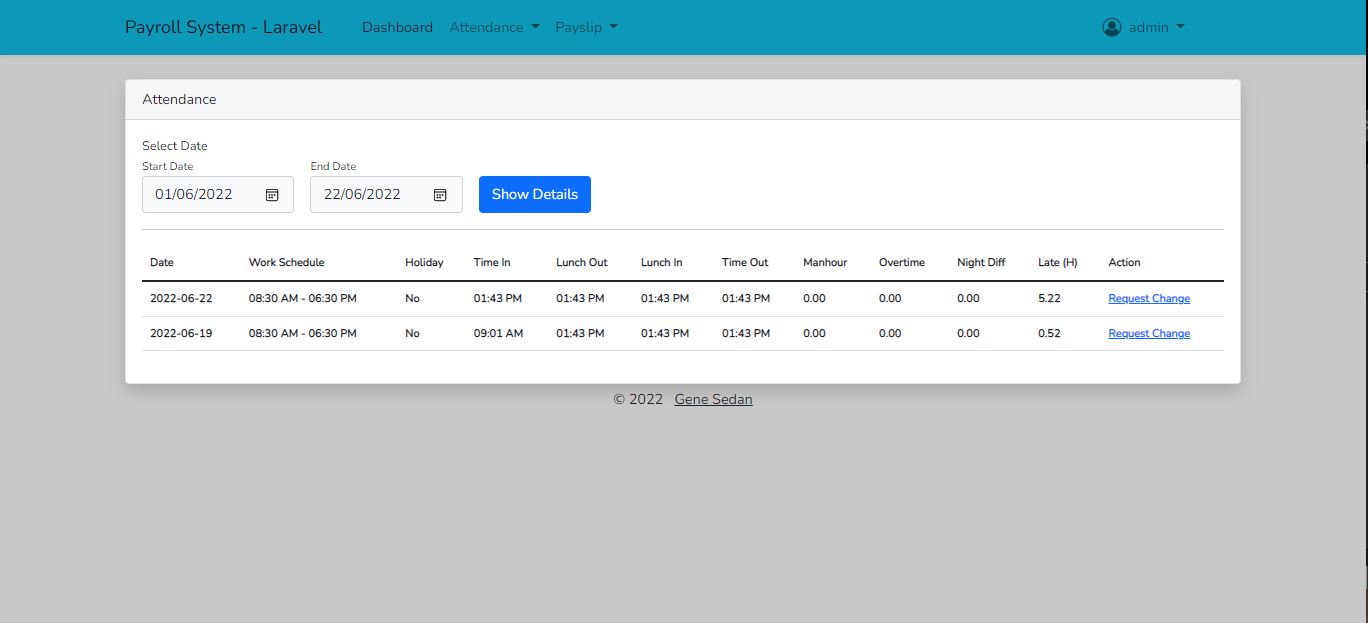 Payroll System - Laravel Dashboard Attendance Payslip admin
Attendance
Select Date
Start Date End Date
01/06/2022 22/06/2022 Show Details
Date Work Schedule Holiday Time In Lunch Out Lunch In Time Out Manhour Overtime Night Diff Late (H) Action
2022-06-22 08:30 AM - 06:30 PM No 01:43 PM 01:43 PM 01:43 PM 01:43 PM 0.00 0.00 0.00 5.22 Request Change
2022-06-19 08:30 AM - 06:30 PM No 09:01 AM 01:43 PM 01:43 PM 01:43 PM 0.00 0.00 0.00 0.52 Request Change
© 2022 Gene Sedan